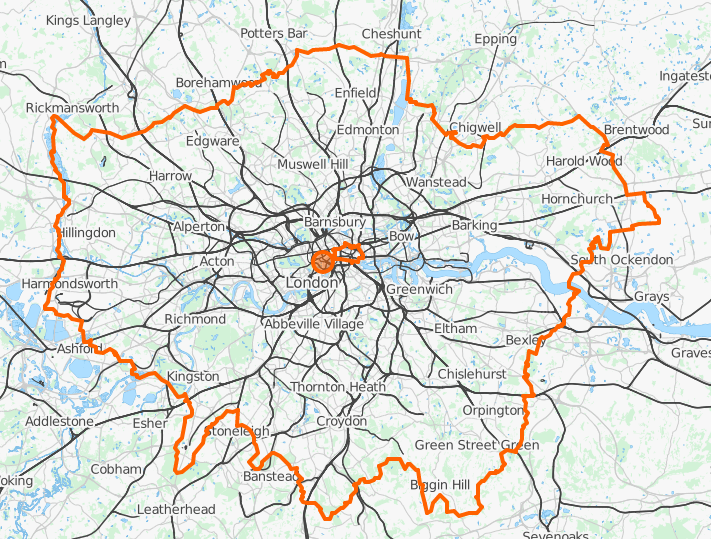 Kings Langley
Potters Bar
Cheshunt
Epping
Ingatest
Borehamwood
Rickmansworth
Enfield
Edgware
Edmonton
Chigwell
Brentwood
Sur
Muswell Hill
Harold Wood
Harrow
Wanstead
Hornchurch
Alperton
Barnsbury
Barking
Hillingdon
Bow
Acton
South Ockendon
Harmondsworth
London
Greenwich
Grays
Richmond
Abbeville Village
Eltham
Bexley
Ashford
Graves
Kingston
Thornton Heath
Chislehurst
Orpington
Addlestone
Esher
Stoneleigh
Croydon
Green Street Green
Cobham
Banstead
Biggin Hill
oking
Leatherhead
Sevenoaks